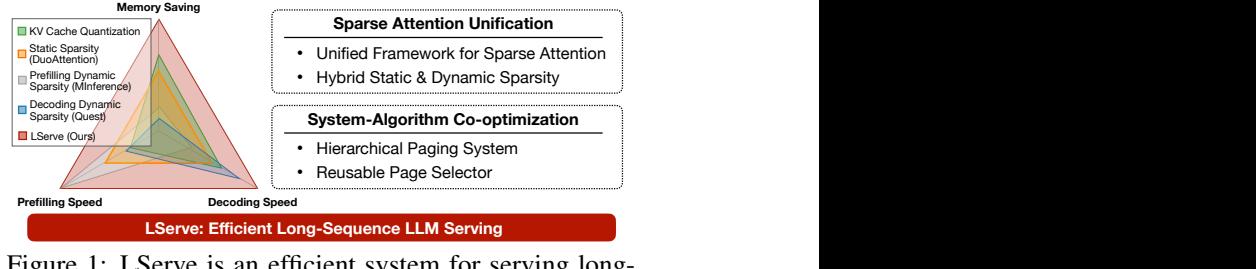 Memory Saving
KV Cache Quantization
Static Sparsity
(DuoAttention)
Prefilling Dynamic
Sparsity (MInference)
Decoding Dynamic
Sparsity (Quest)
LServe (Ours)
Prefilling Speed
Decoding Speed
Sparse Attention Unification
• Unified Framework for Sparse Attention
• Hybrid Static & Dynamic Sparsity
System-Algorithm Co-optimization
• Hierarchical Paging System
• Reusable Page Selector
LServe: Efficient Long-Sequence LLM Serving
Figure 1: LServe is an efficient system for serving long-